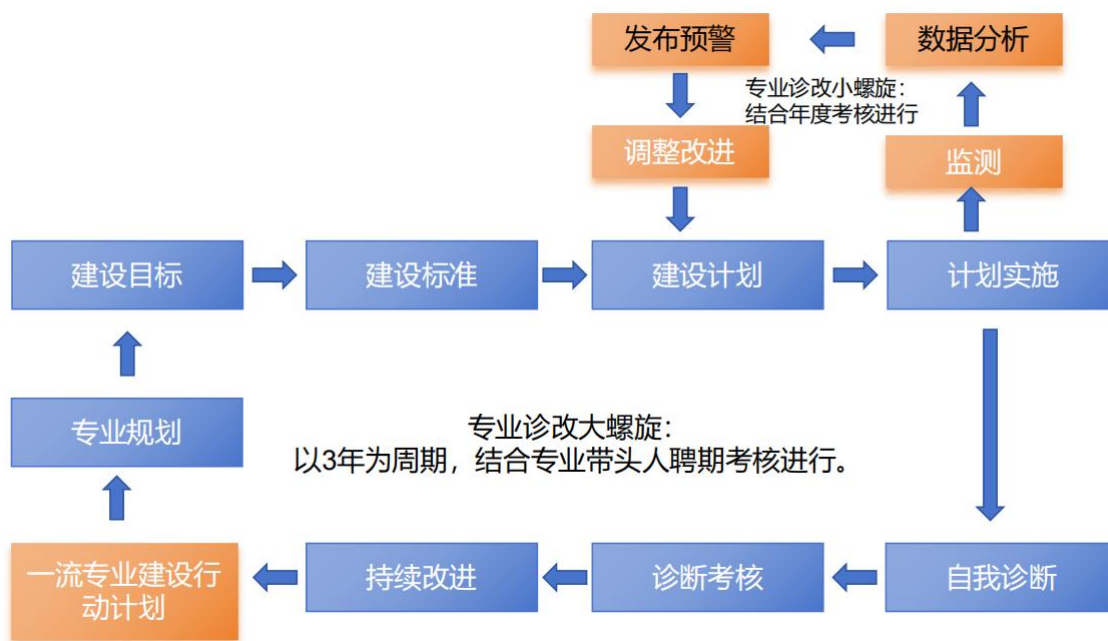 发布预警
数据分析
专业诊改小螺旋：
结合年度考核进行
调整改进
监测
建设目标
建设标准
建设计划
计划实施
专业规划
专业诊改大螺旋：
以3年为周期，结合专业带头人聘期考核进行。
一流专业建设行
动计划
持续改进
诊断考核
自我诊断